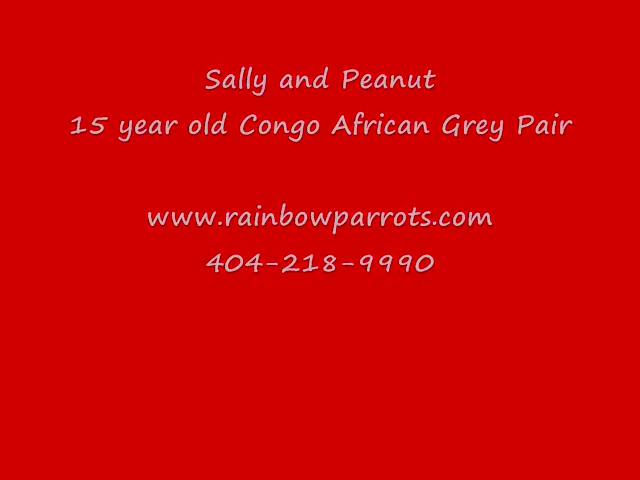 Sally and Peanut
15 year old Congo African Grey Pair
www.rainbowparrots.com
404-218-9990